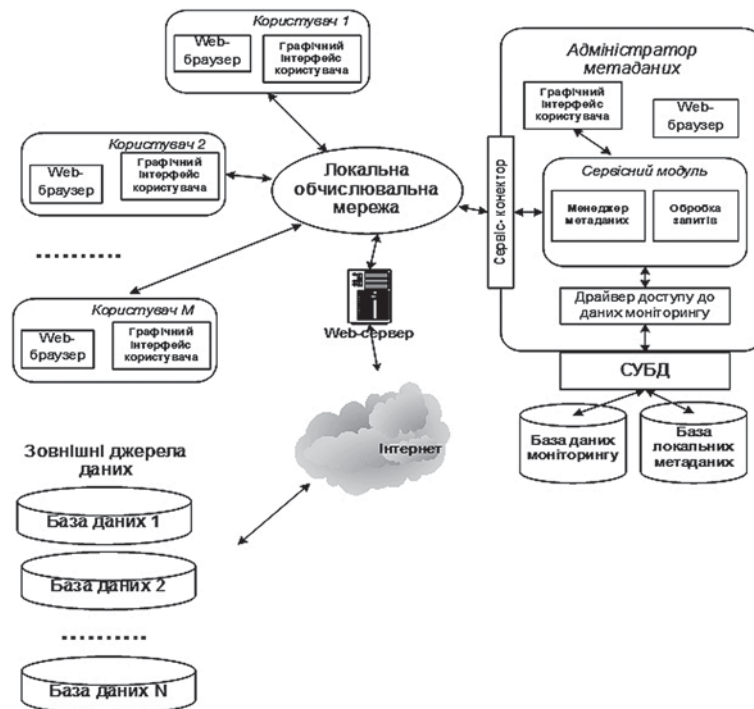 Користувач 1
Web-
браузер
Графічний
інтерфейс
користувача
Користувач 2
Web-
браузер
Графічний
Інтерфейс
користувача
..........
Користувач М
Web-
браузер
Графічний
Інтерфейс
користувача
Локальна
обчислювальна
мережа
Web-сервер
Інтернет
Сервіс- конектор
Адміністратор
метаданих
Графічний
Інтерфейс
користувача
Web-
браузер
Сервісний модуль
Менеджер
метаданих
Обробка
запитів
Драйвер доступу до
даних моніторингу
СУБД
База даних
моніторингу
База
локальних
метаданих
Зовнішні джерела
даних
База даних 1
База даних 2
..........
База даних N